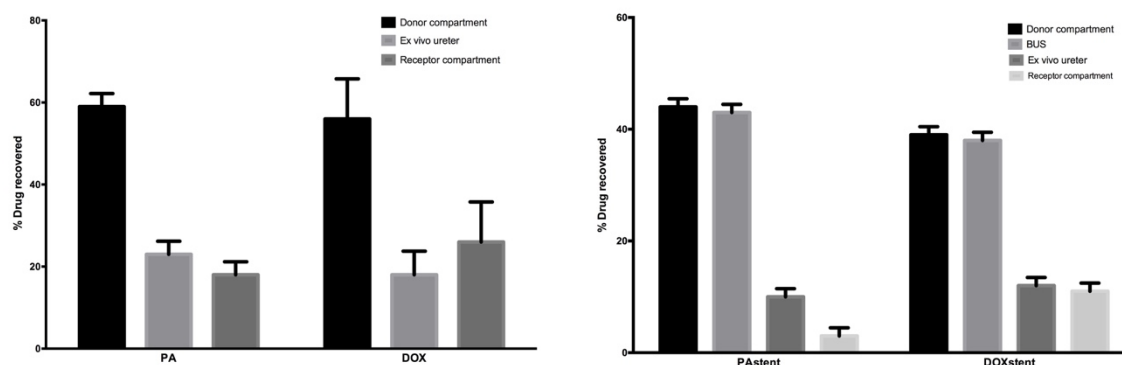 80
60
40
20
0
% Drug recovered
Donor compartment
Ex vivo ureter
Receptor compartment
PA
DOX
60
40
20
0
% Drug recovered
Donor compartment
BUS
Ex vivo ureter
Receptor compartment
PAstent
DOXstent